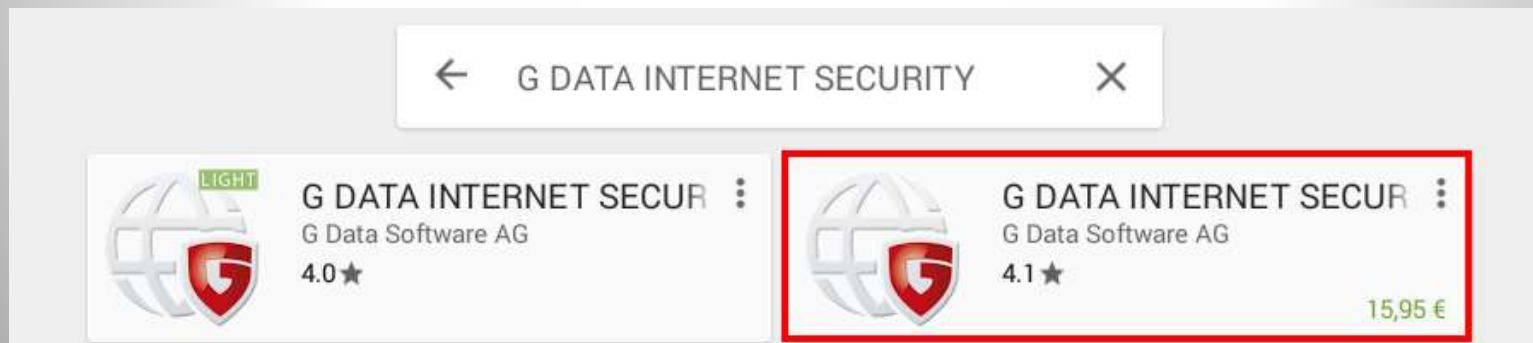 G DATA INTERNET SECURITY
LIGHT
G DATA INTERNET SECUR
G Data Software AG
4.0
G DATA INTERNET SECUR
G Data Software AG
4.1
15,95 €